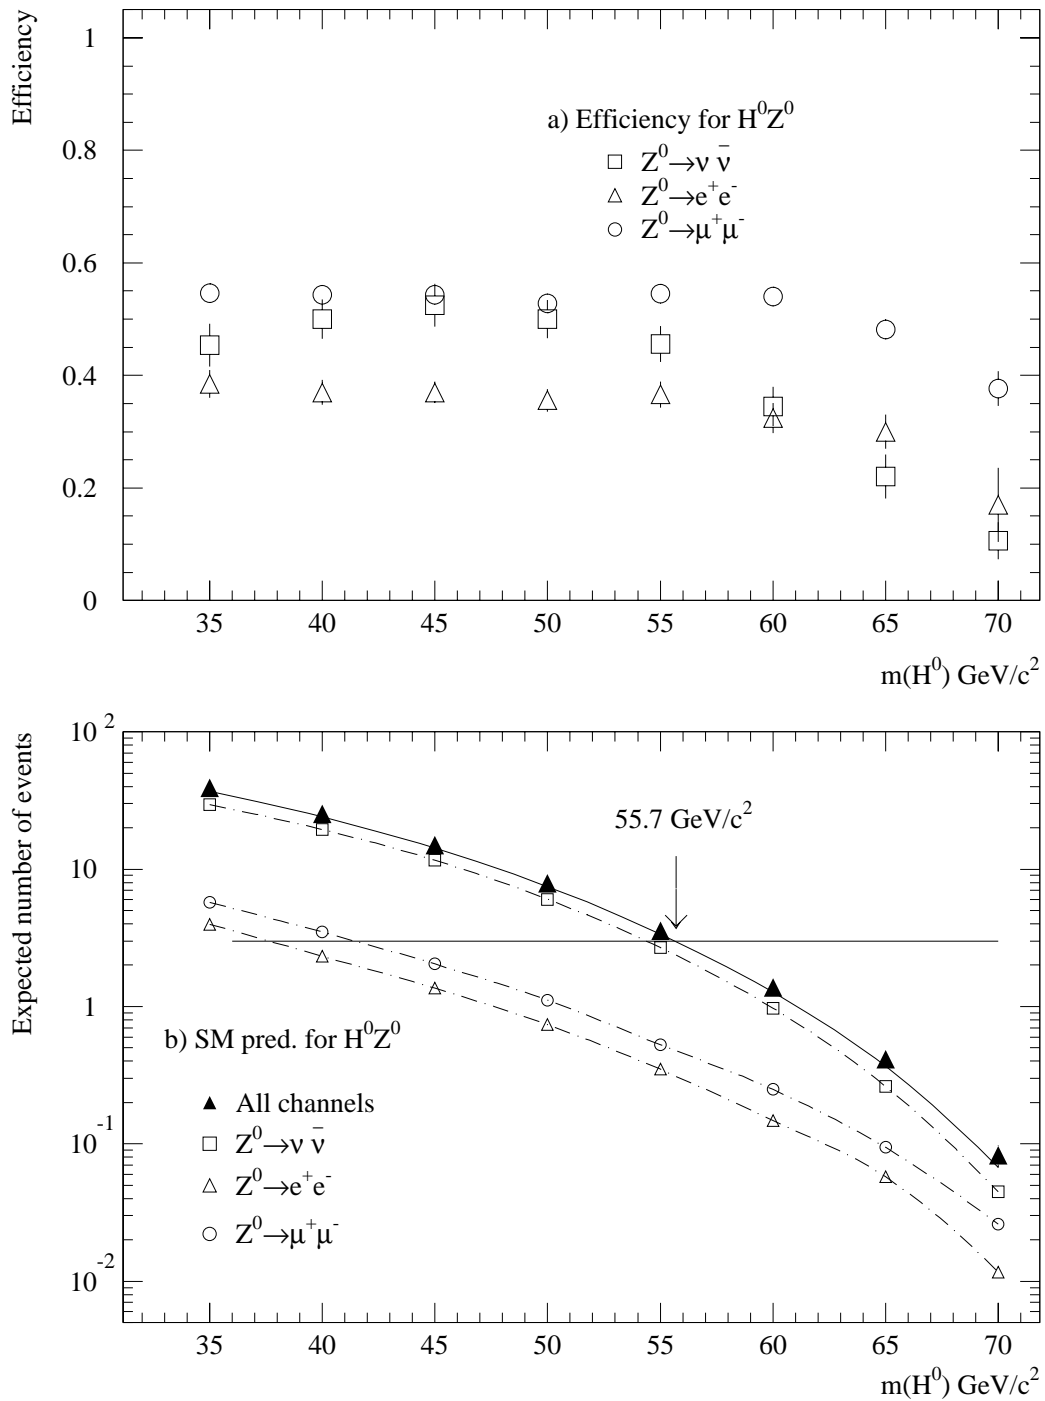 Efficiency
1
0.8
0.6
0.4
0.2
0
a) Efficiency for H⁰Z⁰
Z⁰→ν ν̄
Z⁰→e⁺e⁻
Z⁰→μ⁺μ⁻
35 40 45 50 55 60 65 70
m(H⁰) GeV/c²
Expected number of events
10²
10
1
10⁻¹
10⁻²
55.7 GeV/c²
b) SM pred. for H⁰Z⁰
All channels
Z⁰→ν ν̄
Z⁰→e⁺e⁻
Z⁰→μ⁺μ⁻
35 40 45 50 55 60 65 70
m(H⁰) GeV/c²